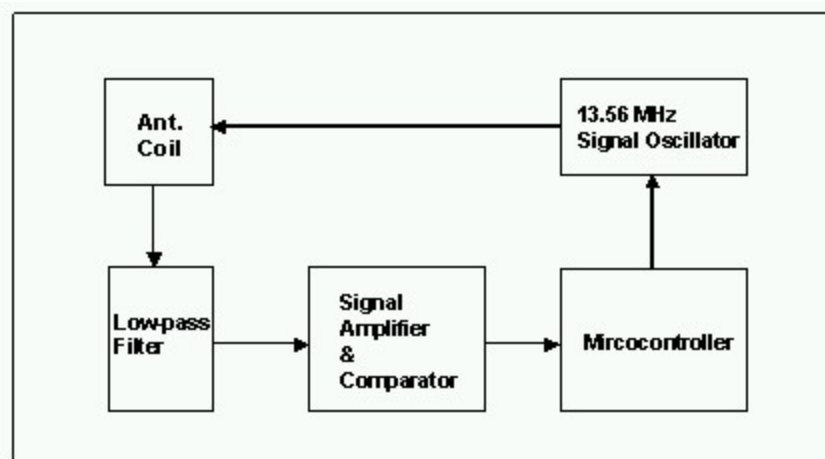 Ant.
Coil
13.56 MHz
Signal Oscillator
Low-pass
Filter
Signal
Amplifier
&
Comparator
Mircocontroller